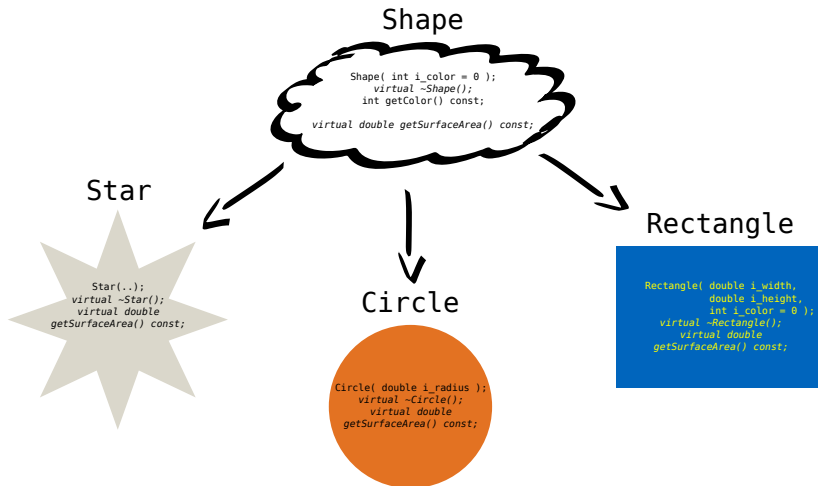 Shape
Shape( int i_color = 0 );
virtual ~Shape();
int getColor() const;
virtual double getSurfaceArea() const;
Star
Star(..);
virtual ~Star();
virtual double
getSurfaceArea() const;
Circle
Circle( double i_radius );
virtual ~Circle();
virtual double
getSurfaceArea() const;
Rectangle
Rectangle( double i_width,
double i_height,
int i_color = 0 );
virtual ~Rectangle();
virtual double
getSurfaceArea() const;